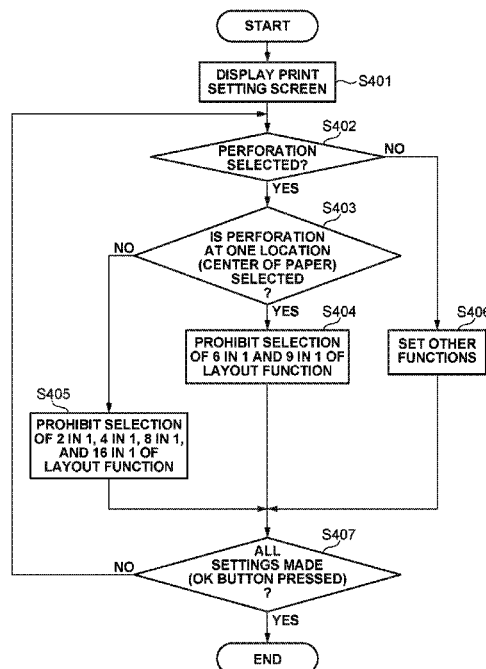 START
DISPLAY PRINT
SETTING SCREEN
S401
S402
PERFORATION
SELECTED?
NO
YES
S403
IS PERFORATION
AT ONE LOCATION
(CENTER OF PAPER)
SELECTED
?
NO
YES
S404
PROHIBIT SELECTION
OF 6 IN 1 AND 9 IN 1 OF
LAYOUT FUNCTION
S406
SET OTHER
FUNCTIONS
S405
PROHIBIT SELECTION
OF 2 IN 1, 4 IN 1, 8 IN 1,
AND 16 IN 1 OF
LAYOUT FUNCTION
S407
ALL
SETTINGS MADE
(OK BUTTON PRESSED)
?
NO
YES
END